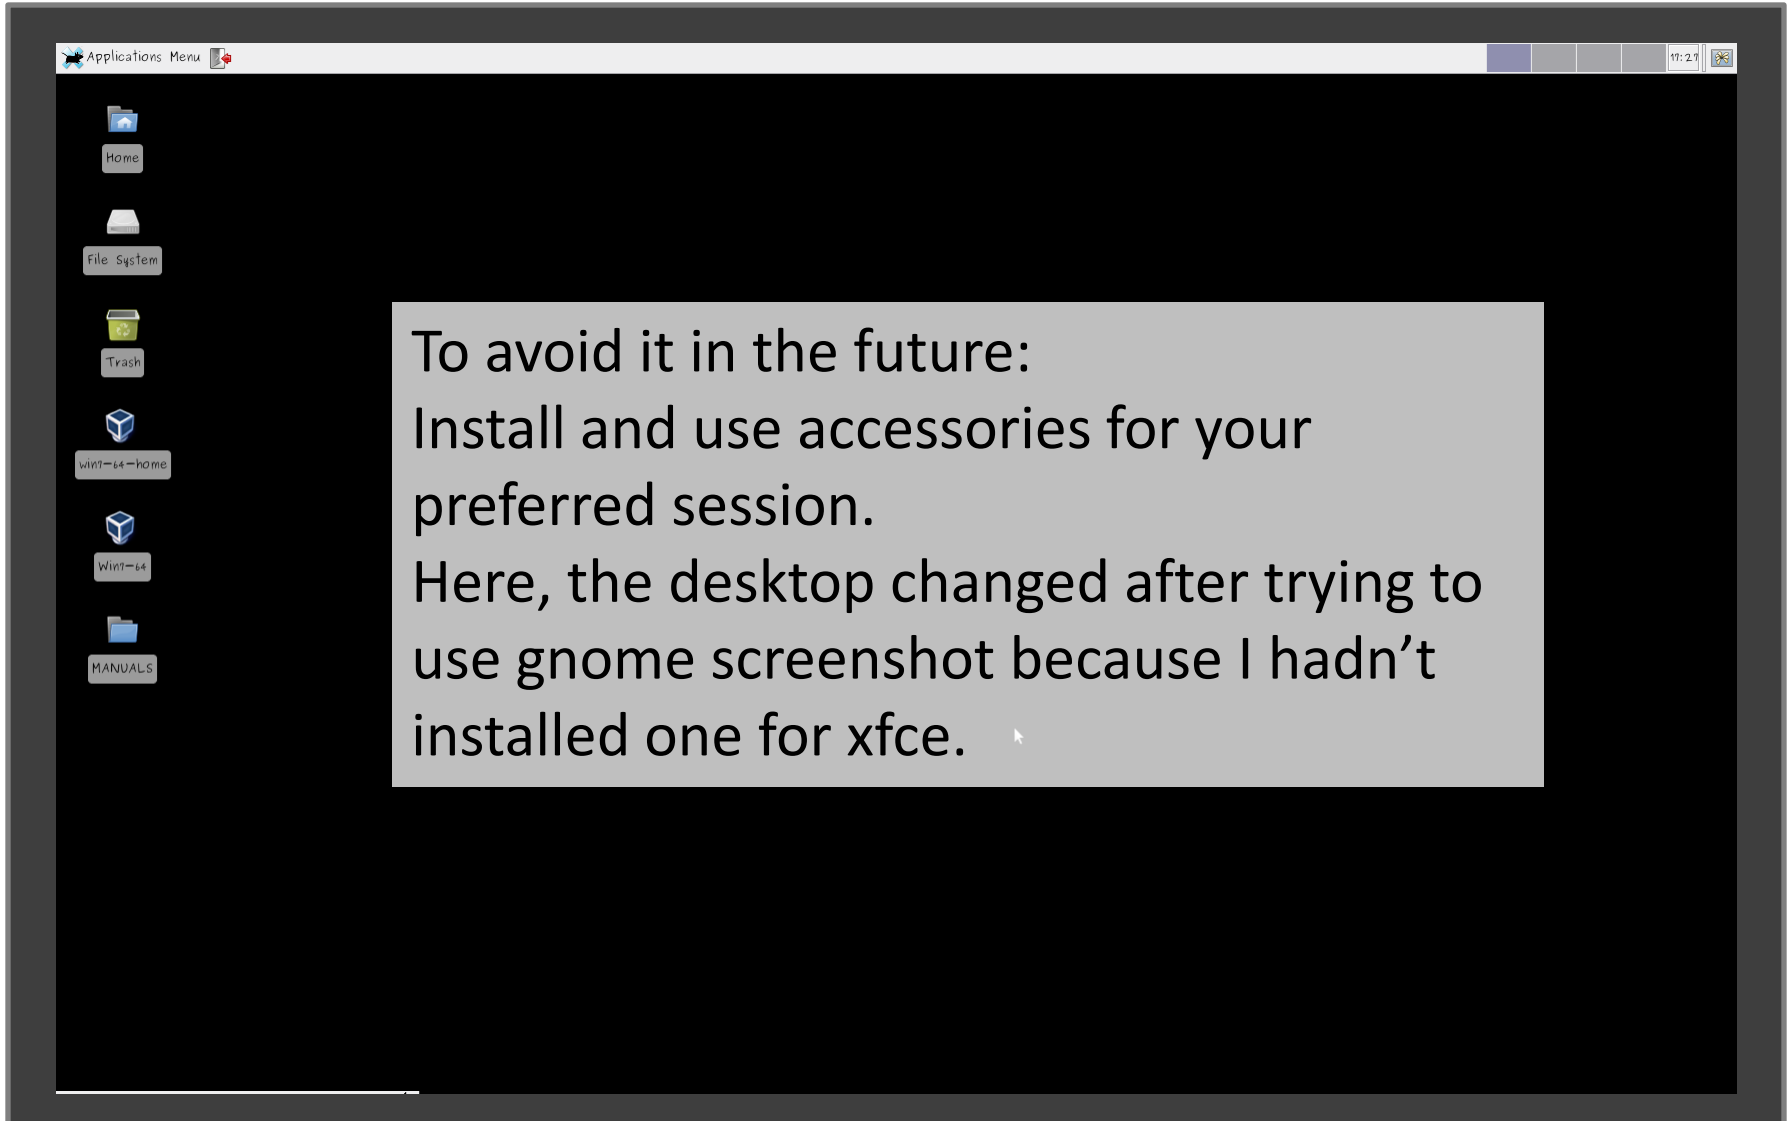 Applications Menu
17:27
Home
File System
Trash
win7-64-home
Win7-64
MANUALS
To avoid it in the future:
Install and use accessories for your
preferred session.
Here, the desktop changed after trying to
use gnome screenshot because I hadn’t
installed one for xfce.